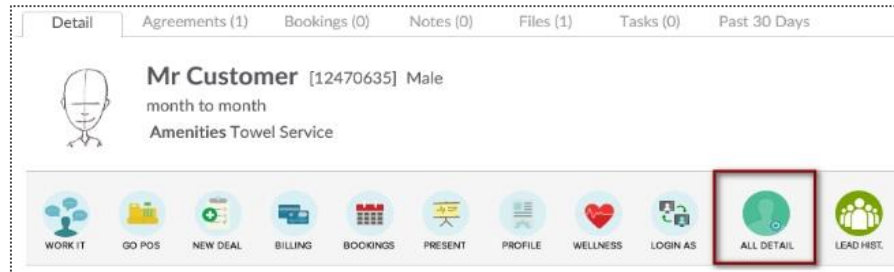 Detail Agreements (1) Bookings (0) Notes (0) Files (1) Tasks (0) Past 30 Days
Mr Customer [12470635] Male
month to month
Amenities Towel Service
WORK IT GO POS NEW DEAL BILLING BOOKINGS PRESENT PROFILE WELLNESS LOGIN AS ALL DETAIL LEAD HIST.